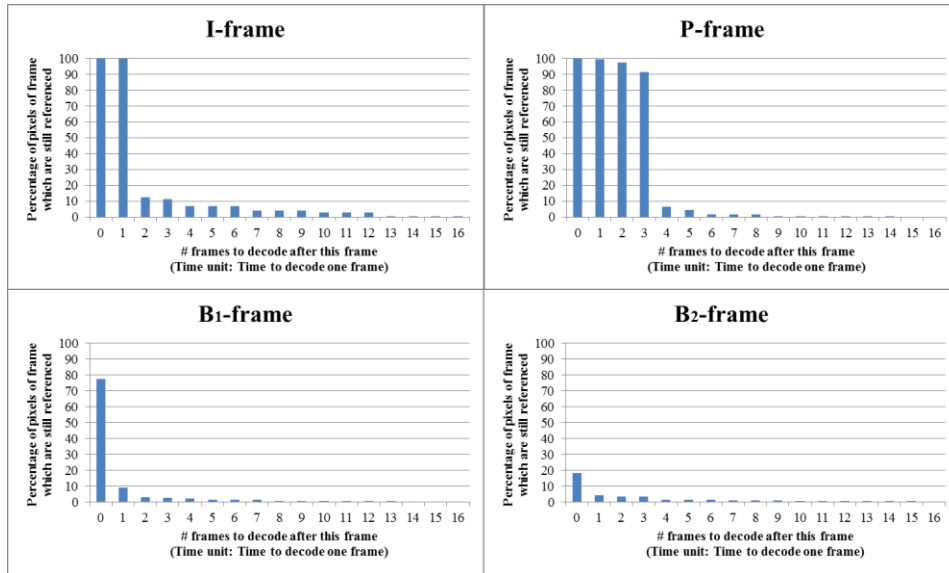 I-frame
Percentage of pixels of frame
which are still referenced
100
90
80
70
60
50
40
30
20
10
0
0 1 2 3 4 5 6 7 8 9 10 11 12 13 14 15 16
# frames to decode after this frame
(Time unit: Time to decode one frame)
P-frame
Percentage of pixels of frame
which are still referenced
100
90
80
70
60
50
40
30
20
10
0
0 1 2 3 4 5 6 7 8 9 10 11 12 13 14 15 16
# frames to decode after this frame
(Time unit: Time to decode one frame)
B1-frame
Percentage of pixels of frame
which are still referenced
100
90
80
70
60
50
40
30
20
10
0
0 1 2 3 4 5 6 7 8 9 10 11 12 13 14 15 16
# frames to decode after this frame
(Time unit: Time to decode one frame)
B2-frame
Percentage of pixels of frame
which are still referenced
100
90
80
70
60
50
40
30
20
10
0
0 1 2 3 4 5 6 7 8 9 10 11 12 13 14 15 16
# frames to decode after this frame
(Time unit: Time to decode one frame)